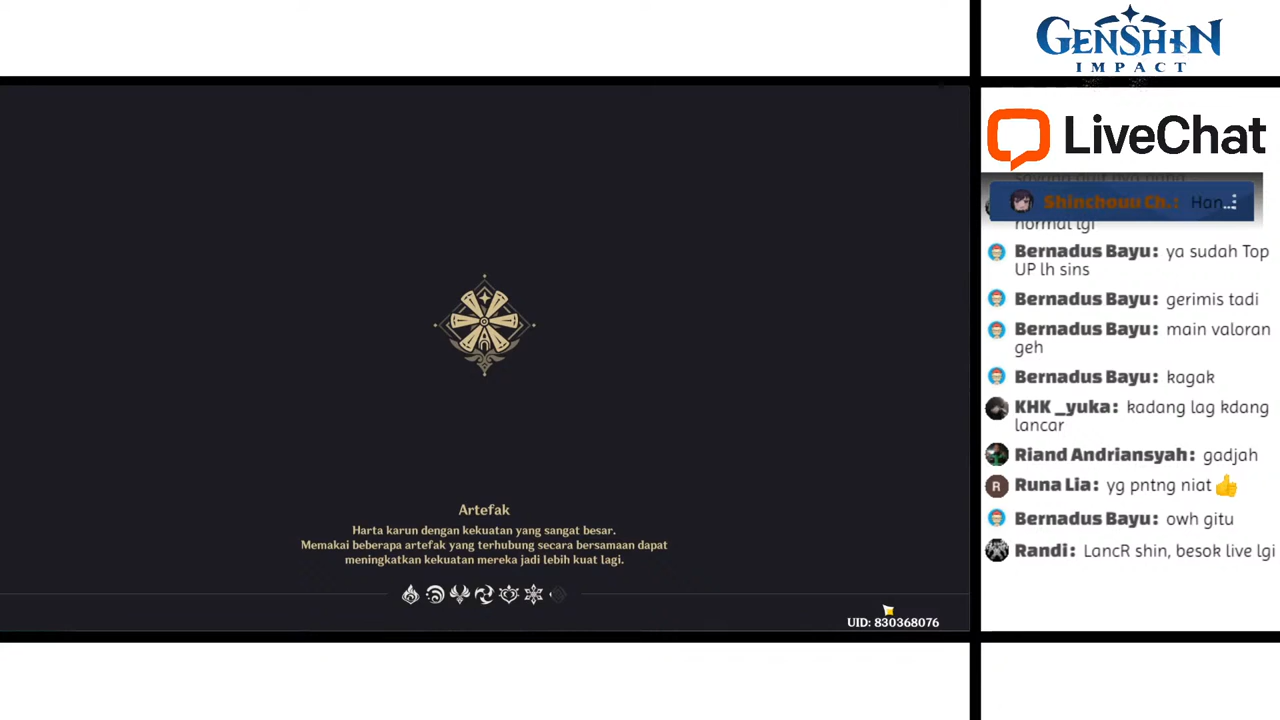 GENSHIN
IMPACT
LiveChat
Shinchouu Ch.: Han...
normal lgi
Bernadus Bayu: ya sudah Top
UP lh sins
Bernadus Bayu: gerimis tadi
Bernadus Bayu: main valoran
geh
Bernadus Bayu: kagak
KHK _yuka: kadang lag kdang
lancar
Riand Andriansyah: gadjah
R Runa Lia: yg pntng niat👍
Bernadus Bayu: owh gitu
Randi: LancR shin, besok live lgi
Artefak
Harta karun dengan kekuatan yang sangat besar.
Memakai beberapa artefak yang terhubung secara bersamaan dapat
meningkatkan kekuatan mereka jadi lebih kuat lagi.
UID: 830368076